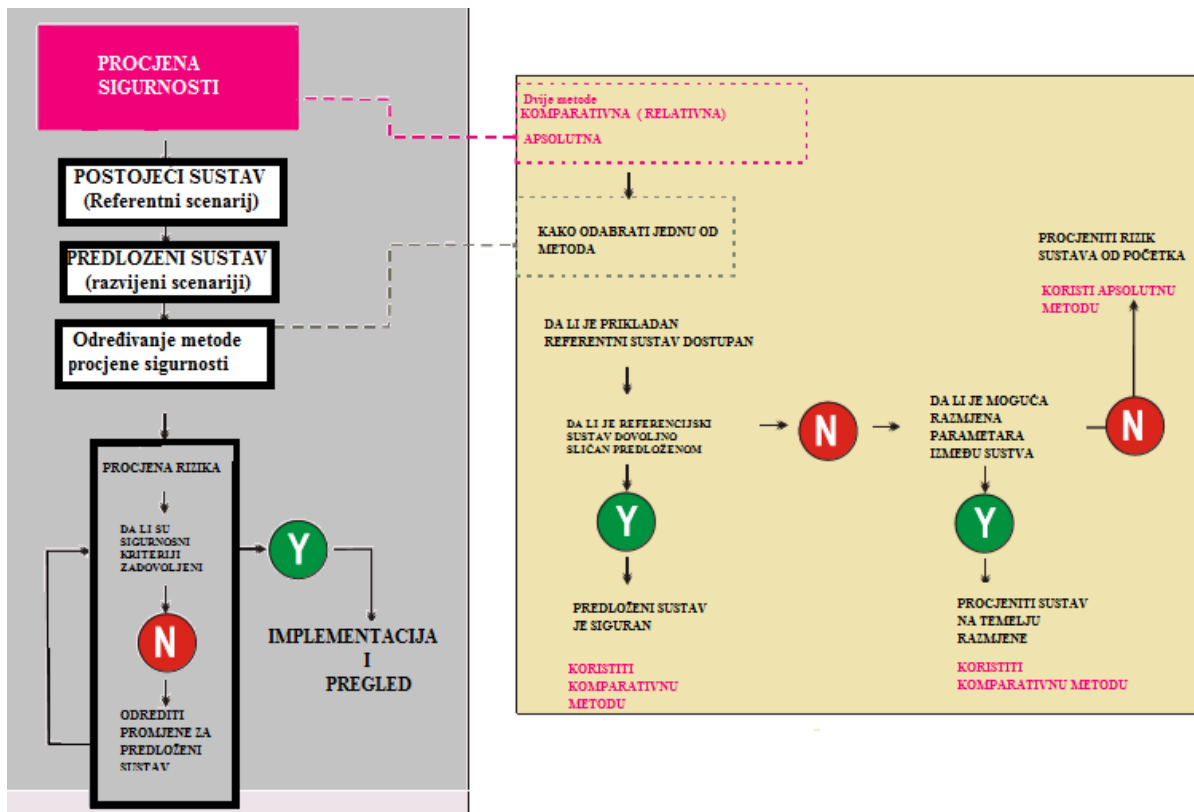 PROCJENA
SIGURNOSTI
POSTOJEĆI SUSTAV
(Referentni scenarij)
PREDLOZENI SUSTAV
(razvijeni scenariji)
Određivanje metode
procjene sigurnosti
PROCJENA RIZIKA
DA LI SU
SIGURNOSNI
KRITERIJI
ZADOVOLJENI
N
ODREDITI
PROMJENE ZA
PREDLOŽENI
SUSTAV
Y
IMPLEMENTACIJA
I
PREGLED
Dvije metode
KOMPARATIVNA ( RELATIVNA)
APSOLUTNA
KAKO ODABRATI JEDNU OD
METODA
DA LI JE PRIKLADAN
REFERENTNI SUSTAV DOSTUPAN
DA LI JE REFERENCIJSKI
SUSTAV DOVOLJNO
SLIČAN PREDLOŽENOM
Y
PREDLOŽENI SUSTAV
JE SIGURAN
KORISTITI
KOMPARATIVNU
METODU
N
DA LI JE MOGUĆA
RAZMJENA
PARAMETARA
IZMEĐU SUSTVA
Y
PROCJENITI SUSTAV
NA TEMELJU
RAZMJENE
KORISTITI
KOMPARATIVNU METODU
N
PROCJENITI RIZIK
SUSTAVA OD POČETKA
KORISTI APSOLUTNU
METODU